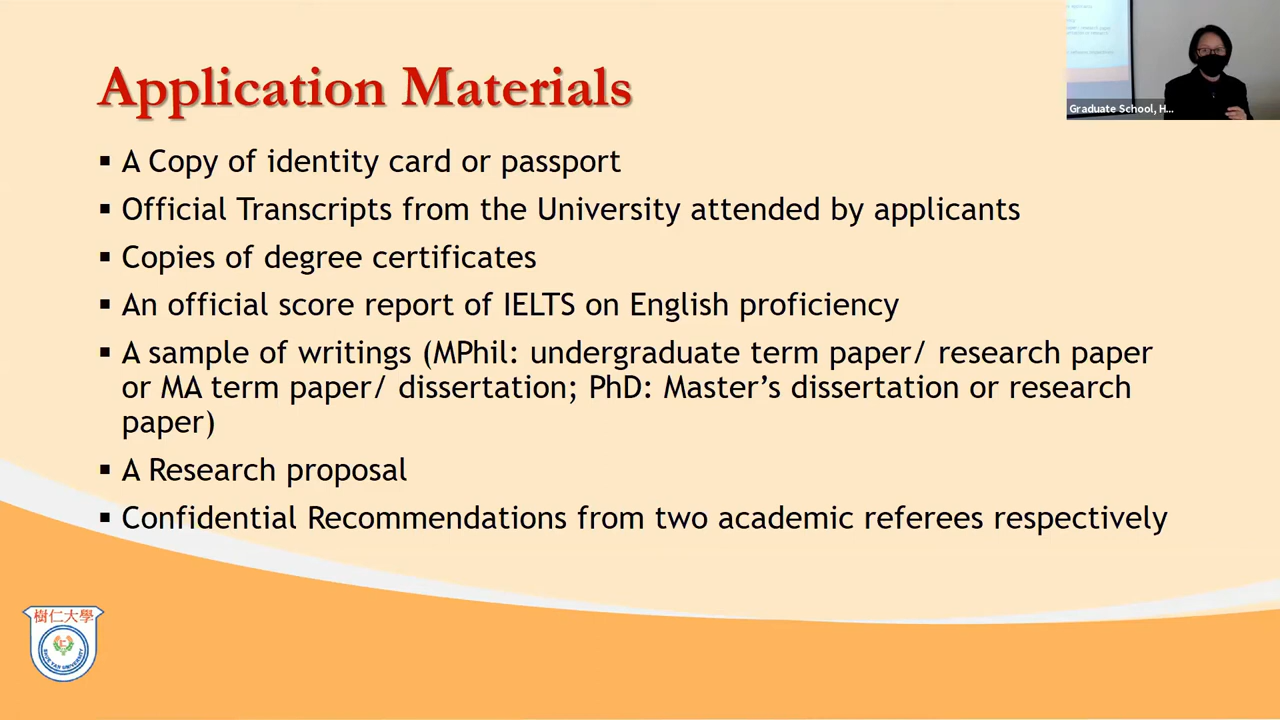 Application Materials
Graduate School, H...
▪ A Copy of identity card or passport
▪ Official Transcripts from the University attended by applicants
▪ Copies of degree certificates
▪ An official score report of IELTS on English proficiency
▪ A sample of writings (MPhil: undergraduate term paper/ research paper
or MA term paper/ dissertation; PhD: Master’s dissertation or research
paper)
▪ A Research proposal
▪ Confidential Recommendations from two academic referees respectively
樹仁大學
SHUE YAN UNIVERSITY